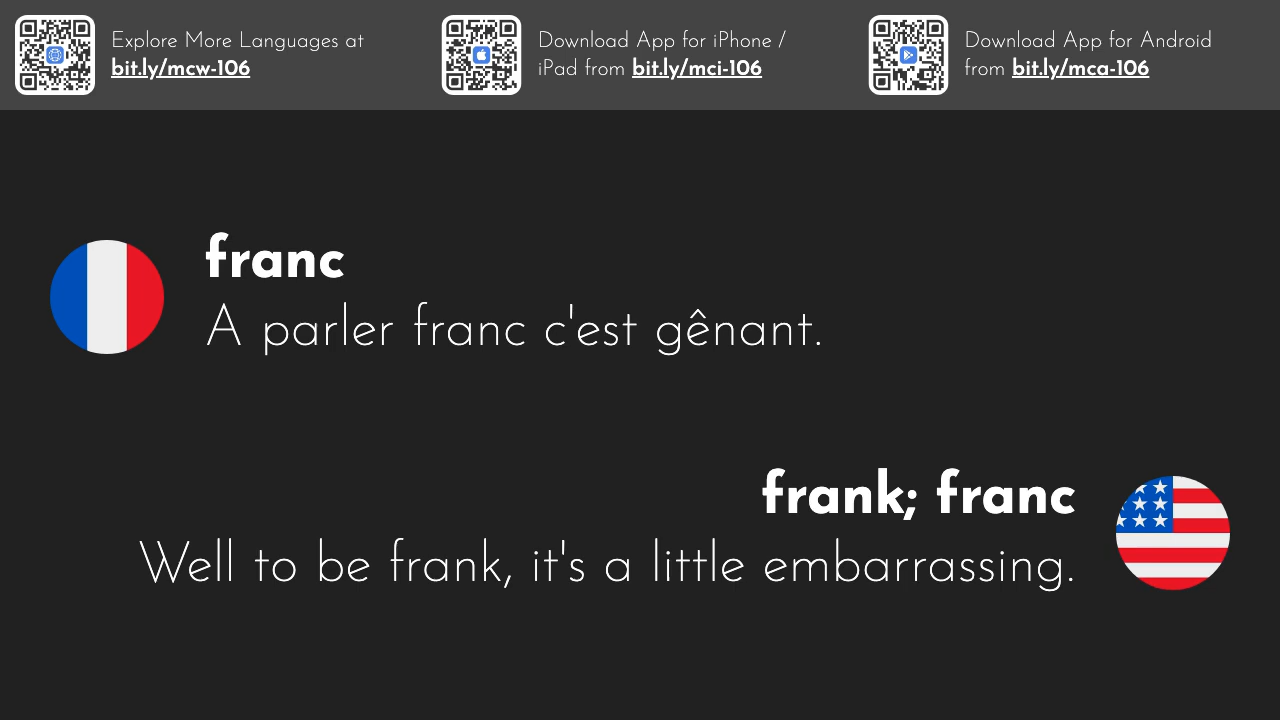 Explore More Languages at
bit.ly/mcw-106
Download App for iPhone /
iPad from bit.ly/mci-106
Download App for Android
from bit.ly/mca-106
franc
A parler franc c'est gênant.
frank; franc
Well to be frank, it's a little embarrassing.